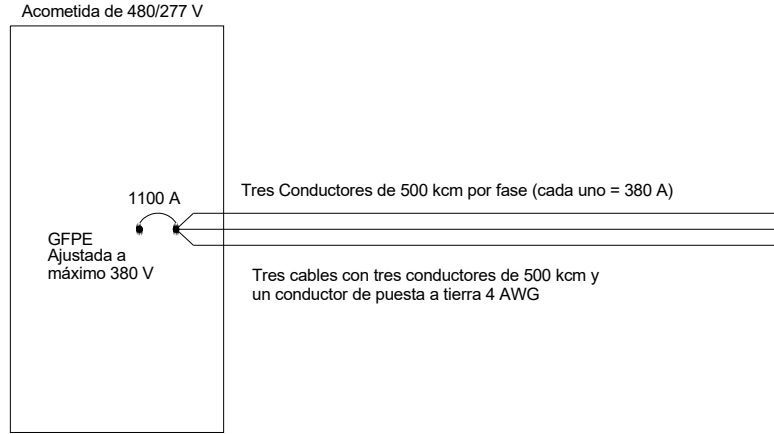 Acometida de 480/277 V
1100 A
Tres Conductores de 500 kcm por fase (cada uno = 380 A)
GFPE
Ajustada a
máximo 380 V
Tres cables con tres conductores de 500 kcm y
un conductor de puesta a tierra 4 AWG